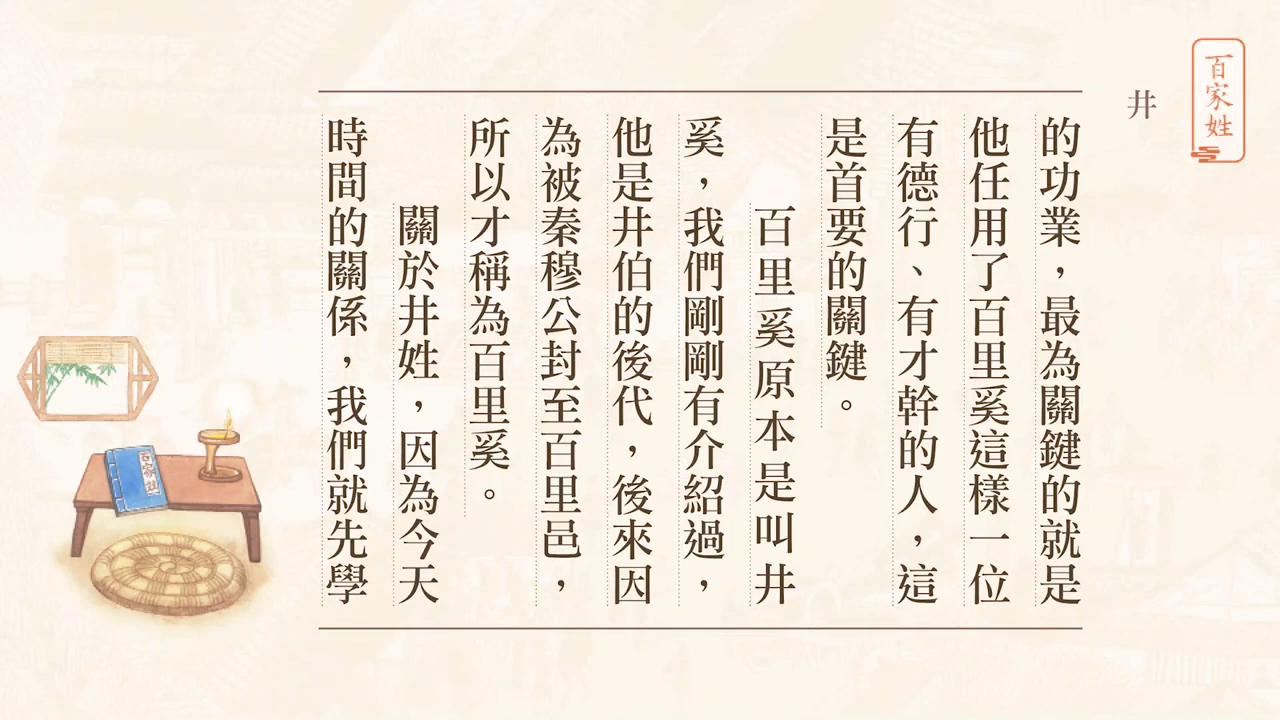 百家姓
井
的功業，最為關鍵的就是
他任用了百里奚這樣一位
有德行、有才幹的人，這
是首要的關鍵。
百里奚原本是叫井
奚，我們剛剛有介紹過，
他是井伯的後代，後來因
為被秦穆公封至百里邑，
所以才稱為百里奚。
關於井姓，因為今天
時間的關係，我們就先學
百家姓